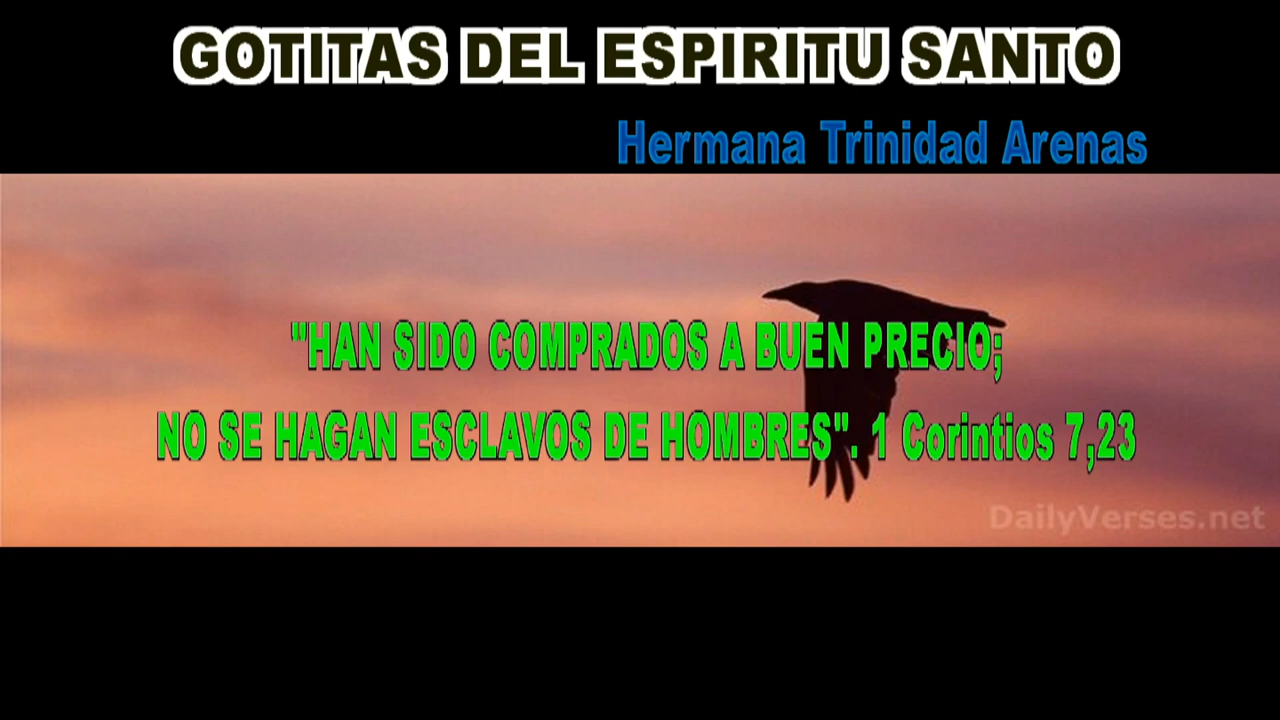 GOTITAS DEL ESPIRITU SANTO
Hermana Trinidad Arenas
"HAN SIDO COMPRADOS A BUEN PRECIO;
NO SE HAGAN ESCLAVOS DE HOMBRES". 1 Corintios 7,23
DailyVerses.net